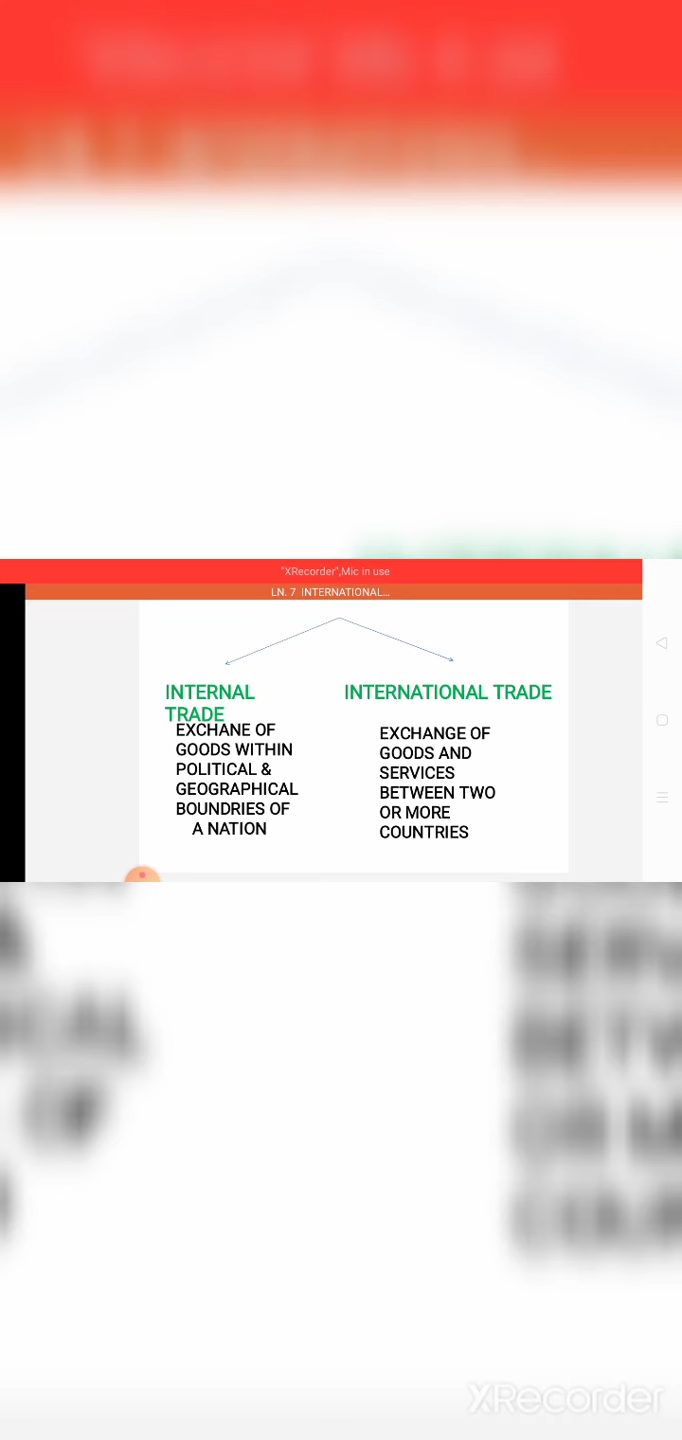 "XRecorder",Mic in use
LN. 7 INTERNATIONAL...
INTERNAL
TRADE
EXCHANE OF
GOODS WITHIN
POLITICAL &
GEOGRAPHICAL
BOUNDRIES OF
A NATION
INTERNATIONAL TRADE
EXCHANGE OF
GOODS AND
SERVICES
BETWEEN TWO
OR MORE
COUNTRIES
XRecorder